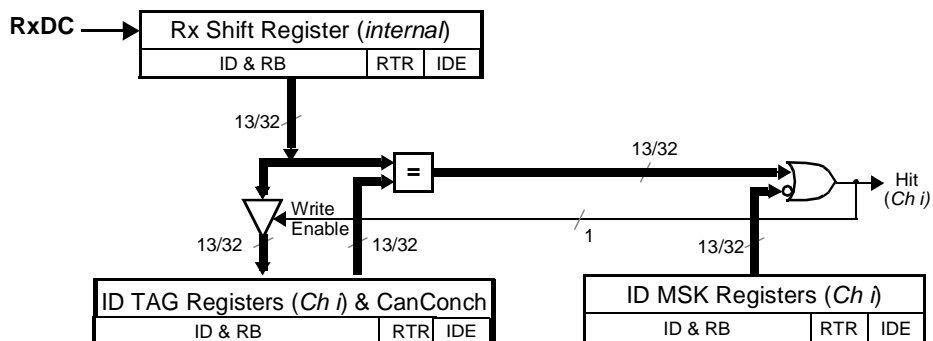 RxDC
Rx Shift Register (internal)
ID & RB
RTR
IDE
13/32
=
13/32
Hit
(Ch i)
Write
Enable
13/32
13/32
1
13/32
ID TAG Registers (Ch i) & CanConch
ID & RB
RTR
IDE
ID MSK Registers (Ch i)
ID & RB
RTR
IDE